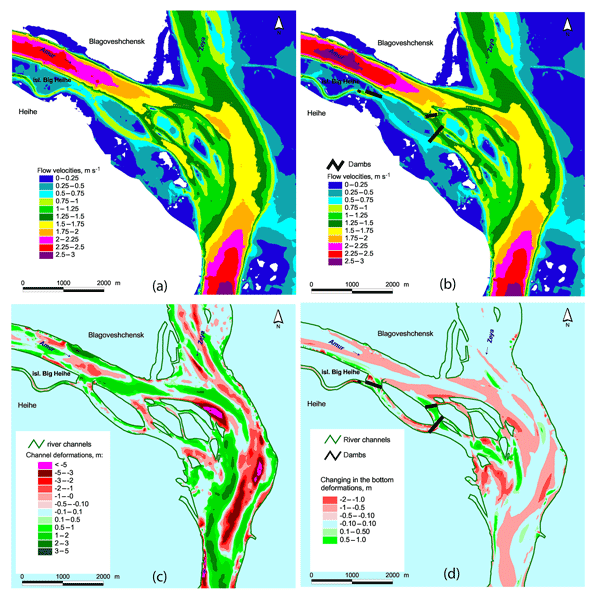 N
Blagoveshchensk
Amur
Zeya
isl. Big Heihe
Heihe
Flow velocities, m s⁻¹
0–0.25
0.25–0.5
0.5–0.75
0.75–1
1–1.25
1.25–1.5
1.5–1.75
1.75–2
2–2.25
2.25–2.5
2.5–3
0 1000 2000 m
(a)
N
Blagoveshchensk
Amur
Zeya
isl. Big Heihe
Heihe
Dambs
Flow velocities, m s⁻¹
0–0.25
0.25–0.5
0.5–0.75
0.75–1
1–1.25
1.25–1.5
1.5–1.75
1.75–2
2–2.25
2.25–2.5
2.5–3
0 1000 2000 m
(b)
N
Blagoveshchensk
Amur
Zeya
isl. Big Heihe
Heihe
river channels
Channel deformations, m:
< -5
-5 – -3
-3 – -2
-2 – -1
-1 – -0
-0.5 – -0.10
-0.1–0.1
0.1–0.5
0.5–1
1–2
2–3
3–5
0 1000 2000 m
(c)
N
Blagoveshchensk
Amur
Zeya
isl. Big Heihe
Heihe
River channels
Dambs
Changing in the bottom
deformations, m
-2 – -1.0
-1 – -0.5
-0.5 – -0.10
-0.10–0.10
0.1–0.50
0.5–1.0
0 1000 2000 m
(d)